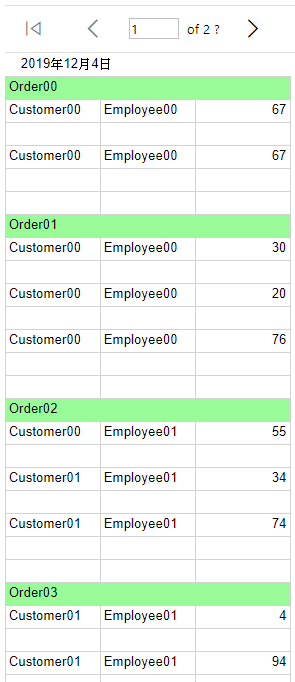 1 of 2 ?
2019年12月4日
Order00
Customer00 Employee00 67
Customer00 Employee00 67
Order01
Customer00 Employee00 30
Customer00 Employee00 20
Customer00 Employee00 76
Order02
Customer00 Employee01 55
Customer01 Employee01 34
Customer01 Employee01 74
Order03
Customer01 Employee01 4
Customer01 Employee01 94